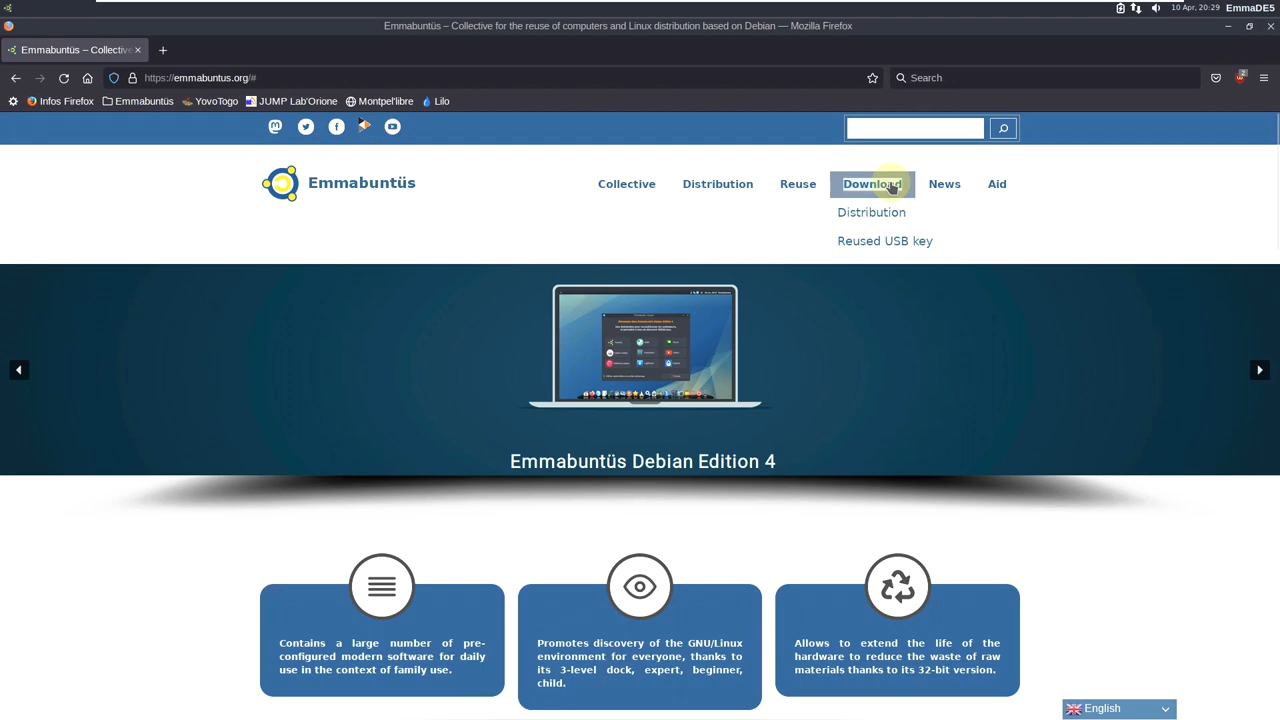 10 Apr, 20:29 EmmaDE5
Emmabuntüs – Collective for the reuse of computers and Linux distribution based on Debian — Mozilla Firefox
Emmabuntüs – Collective
https://emmabuntus.org/#
Search
2
Infos Firefox Emmabuntüs YovoTogo JUMP Lab'Orione Montpel'libre Lilo
Emmabuntüs
Collective Distribution Reuse Download News Aid
Distribution
Reused USB key
Emmabuntüs Debian Edition 4
Contains a large number of pre-
configured modern software for daily
use in the context of family use.
Promotes discovery of the GNU/Linux
environment for everyone, thanks to
its 3-level dock, expert, beginner,
child.
Allows to extend the life of the
hardware to reduce the waste of raw
materials thanks to its 32-bit version.
English